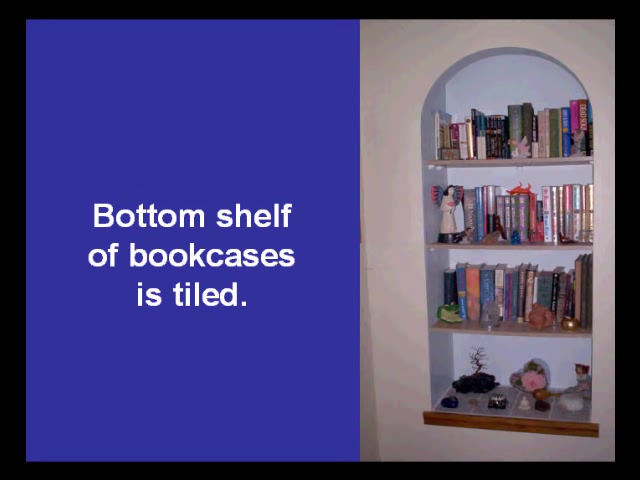 Bottom shelf
of bookcases
is tiled.